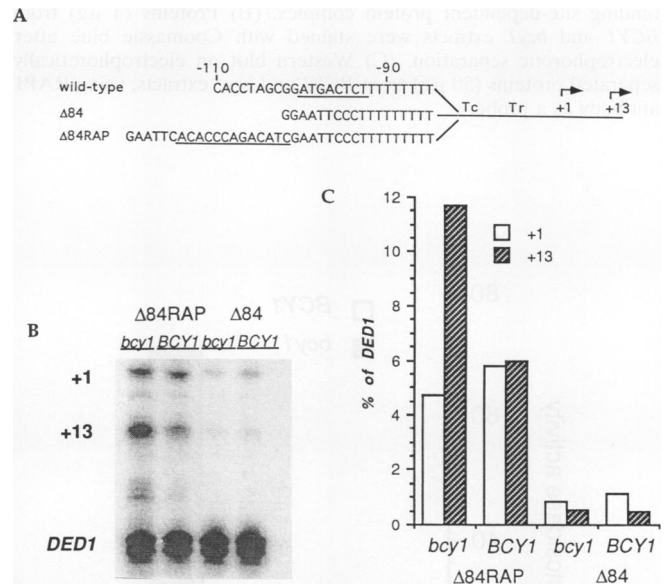 A
-110 -90
wild-type CACCTAGCGGATGACTCTTTTTTTTT
Tc Tr +1 +13
Δ84 GGAATTCCCTTTTTTTTT
Δ84RAP GAATTCACACCCAGACATCGAATTCCCTTTTTTTTT
B
Δ84RAP Δ84
bcy1 BCY1 bcy1 BCY1
+1
+13
DED1
C
% of DED1
12
10
8
6
4
2
0
+1
+13
bcy1 BCY1 bcy1 BCY1
Δ84RAP Δ84